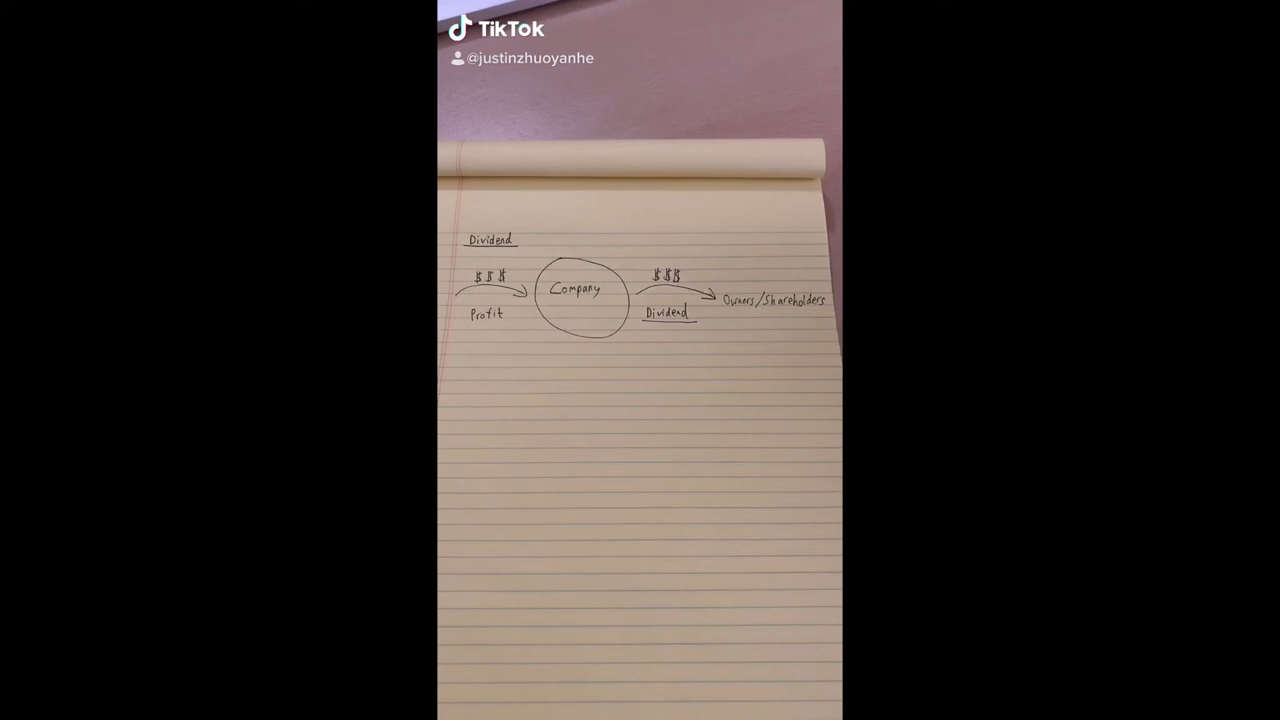 TikTok
@justinzhuoyanhe
Dividend
$ $ $
$ $ $
Company
Owners/Shareholders
Profit
Dividend